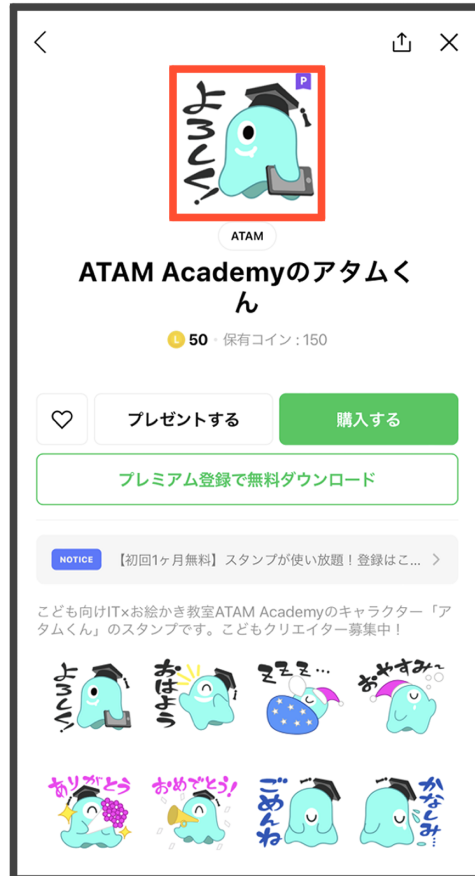 よろしく!
P
ATAM
ATAM Academyのアタムく
ん
L 50・保有コイン : 150
プレゼントする
購入する
プレミアム登録で無料ダウンロード
NOTICE 【初回1ヶ月無料】スタンプが使い放題！登録はこ...
こども向けIT×お絵かき教室ATAM Academyのキャラクター「ア
タムくん」のスタンプです。こどもクリエイター募集中！
よろしく!
おはよう
ZZZ...
おやすみ〜
ありがとう
おめでとう!
ごめんね
かなしみ...